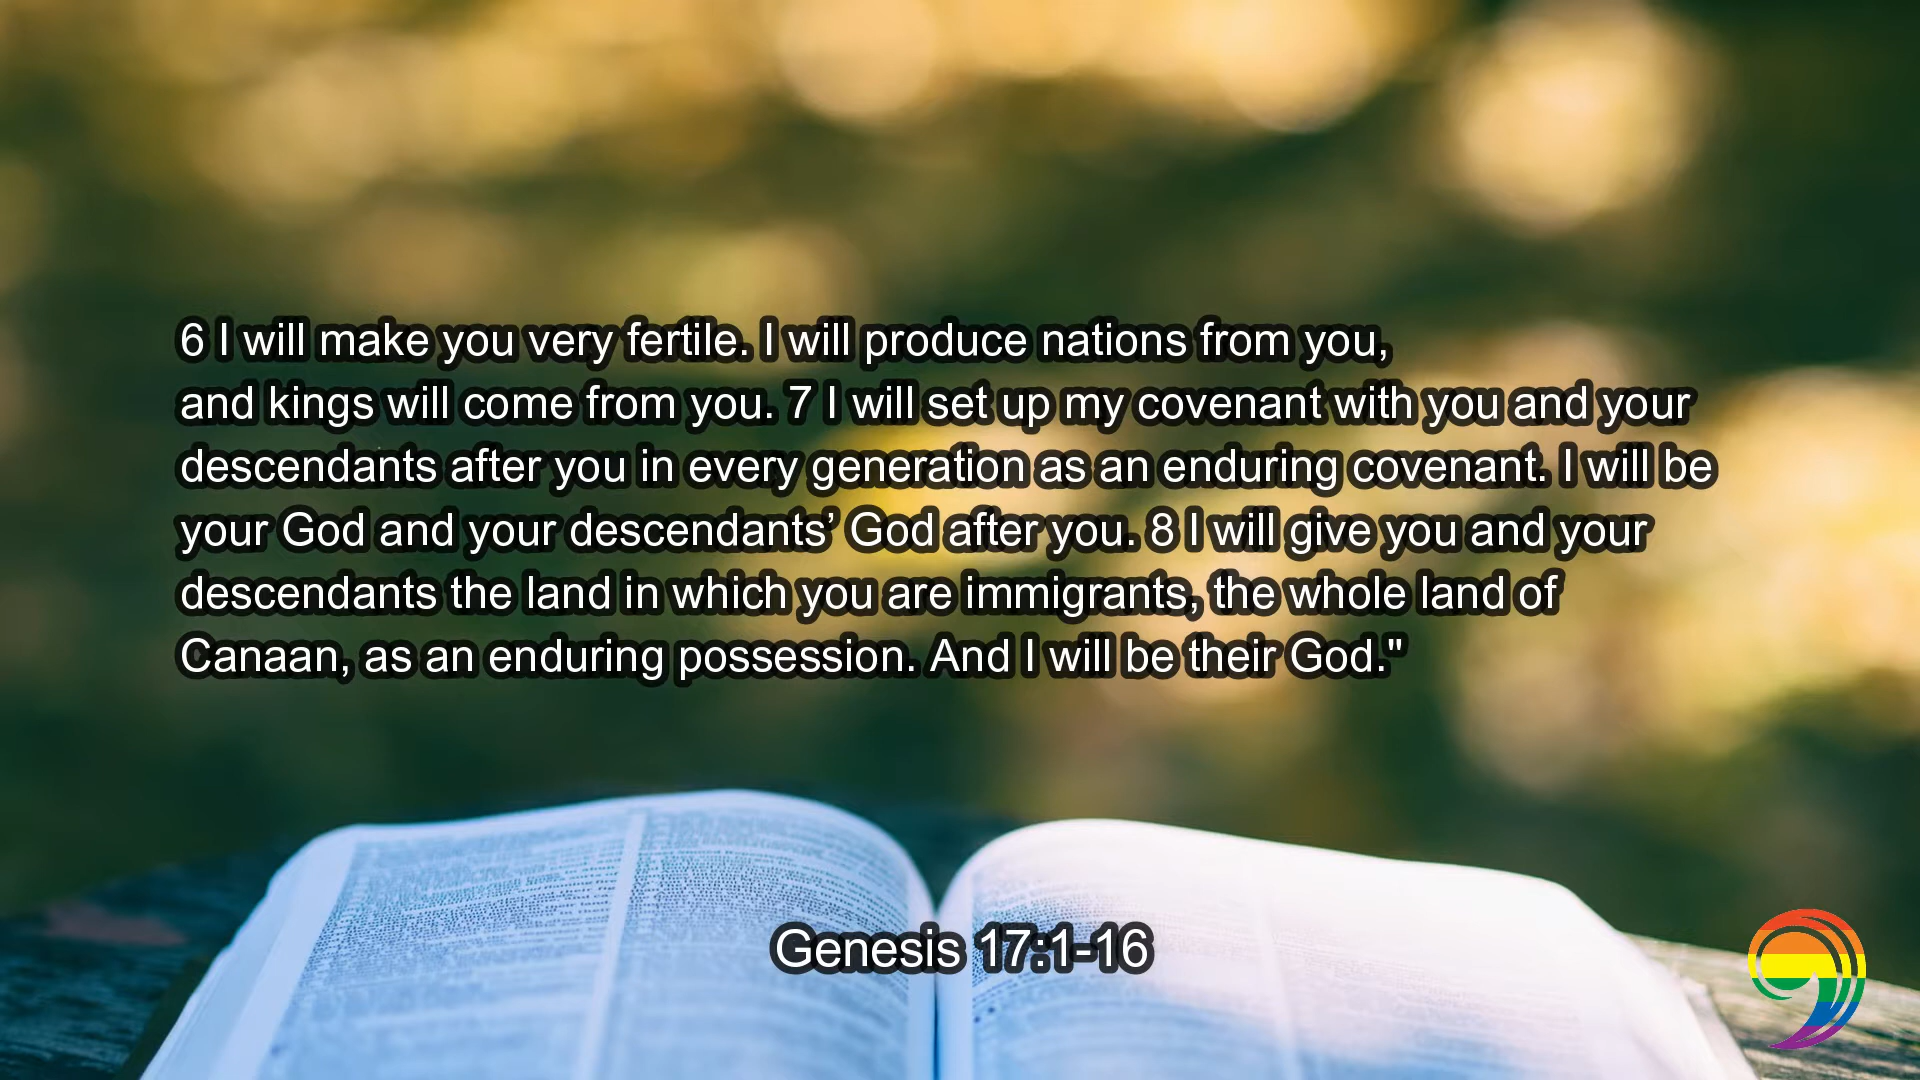 6 I will make you very fertile. I will produce nations from you,
and kings will come from you. 7 I will set up my covenant with you and your
descendants after you in every generation as an enduring covenant. I will be
your God and your descendants’ God after you. 8 I will give you and your
descendants the land in which you are immigrants, the whole land of
Canaan, as an enduring possession. And I will be their God."
Genesis 17:1-16